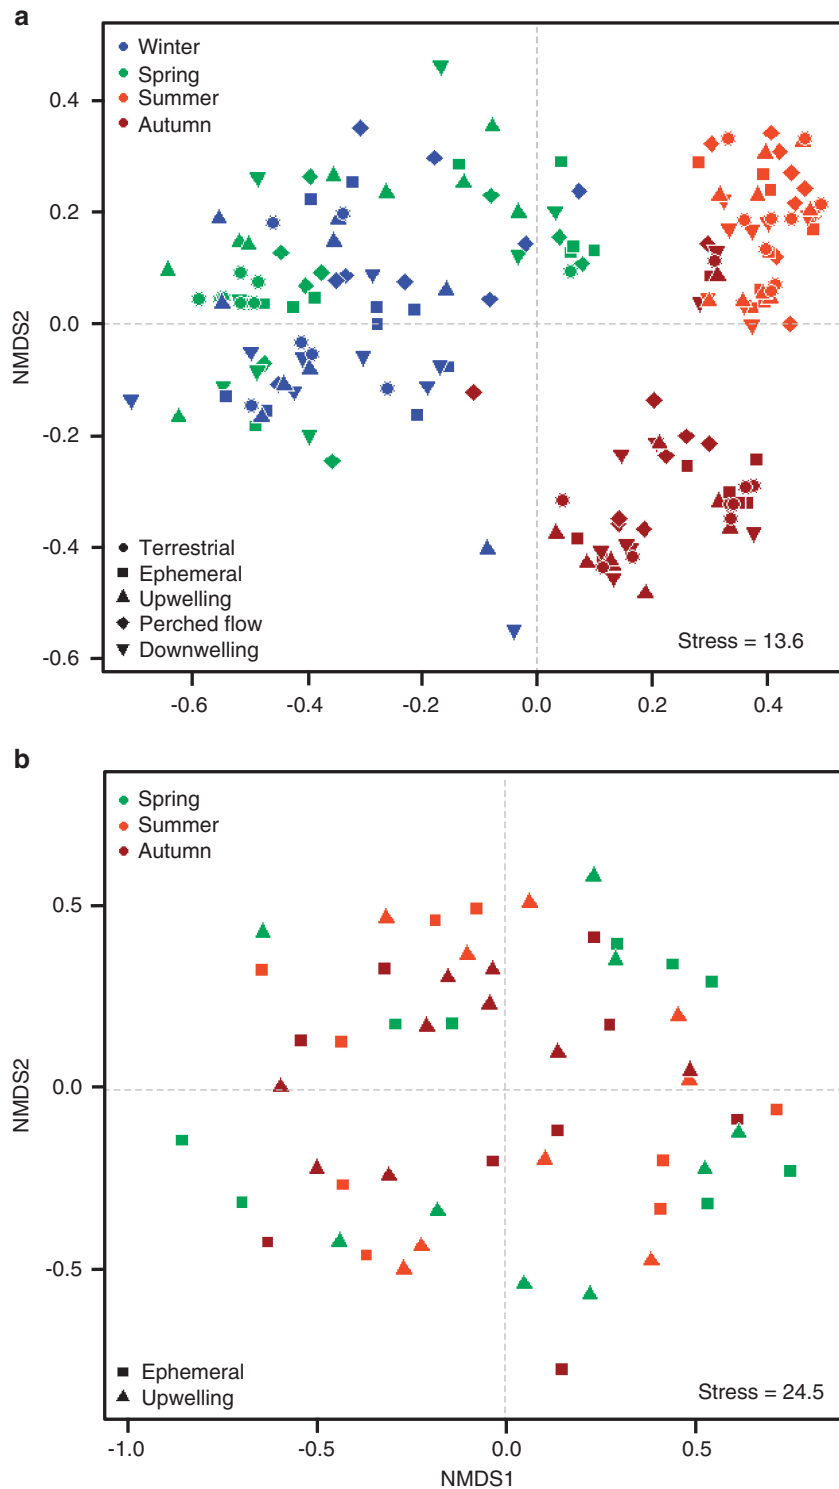 a
Winter
Spring
Summer
Autumn
0.4
0.2
0.0
-0.2
-0.4
-0.6
NMDS2
Terrestrial
Ephemeral
Upwelling
Perched flow
Downwelling
Stress = 13.6
-0.6 -0.4 -0.2 0.0 0.2 0.4
b
Spring
Summer
Autumn
0.5
0.0
-0.5
NMDS2
Ephemeral
Upwelling
Stress = 24.5
-1.0 -0.5 0.0 0.5
NMDS1